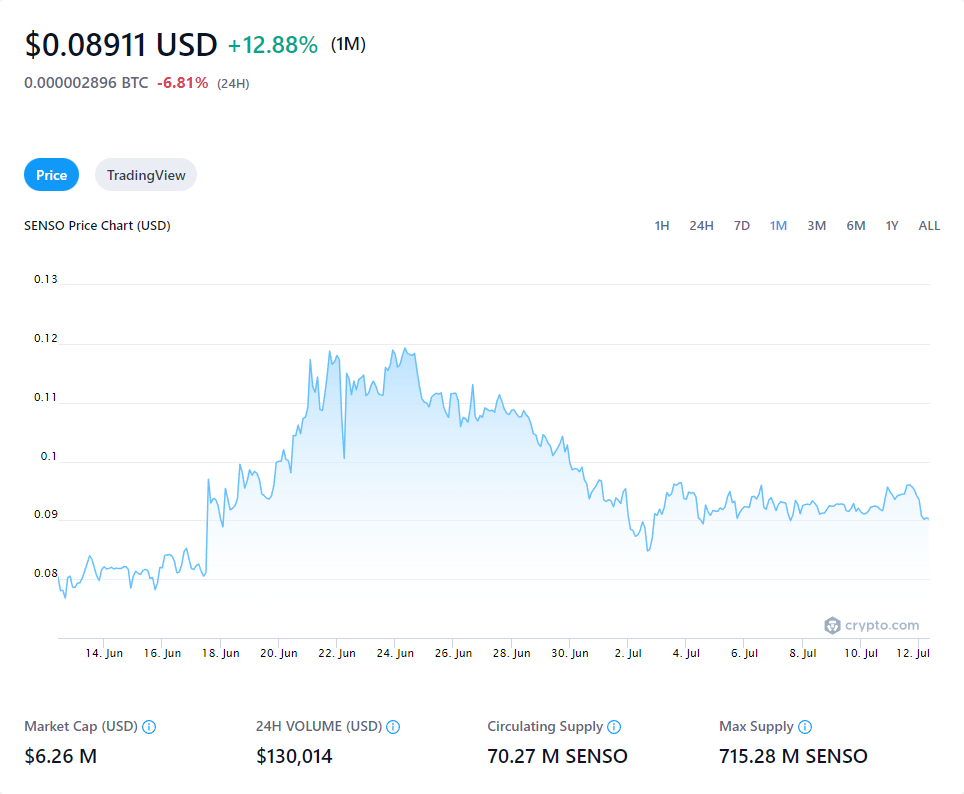 $0.08911 USD +12.88% (1M)
0.000002896 BTC -6.81% (24H)
Price TradingView
SENSO Price Chart (USD) 1H 24H 7D 1M 3M 6M 1Y ALL
0.13
0.12
0.11
0.1
0.09
0.08
crypto.com
14. Jun 16. Jun 18. Jun 20. Jun 22. Jun 24. Jun 26. Jun 28. Jun 30. Jun 2. Jul 4. Jul 6. Jul 8. Jul 10. Jul 12. Jul
Market Cap (USD) 24H VOLUME (USD) Circulating Supply Max Supply
$6.26 M $130,014 70.27 M SENSO 715.28 M SENSO